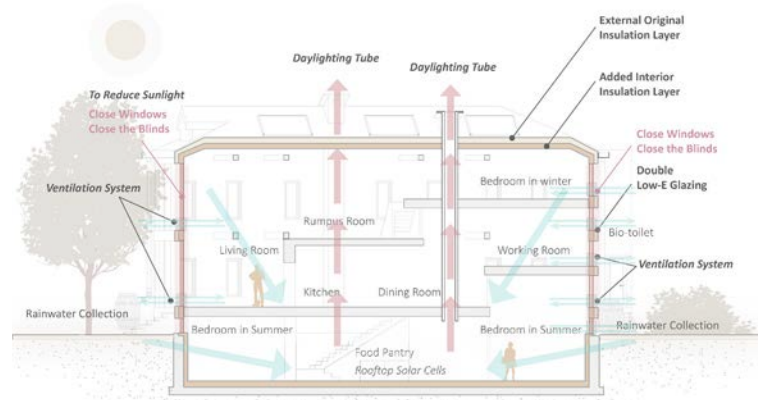 External Original
Insulation Layer
Daylighting Tube
Daylighting Tube
Added Interior
Insulation Layer
To Reduce Sunlight
Close Windows
Close the Blinds
Close Windows
Close the Blinds
Double
Low-E Glazing
Bedroom in winter
Ventilation System
Rumpus Room
Bio-toilet
Living Room
Working Room
Ventilation System
Kitchen
Dining Room
Rainwater Collection
Bedroom in Summer
Bedroom in Summer
Rainwater Collection
Food Pantry
Rooftop Solar Cells